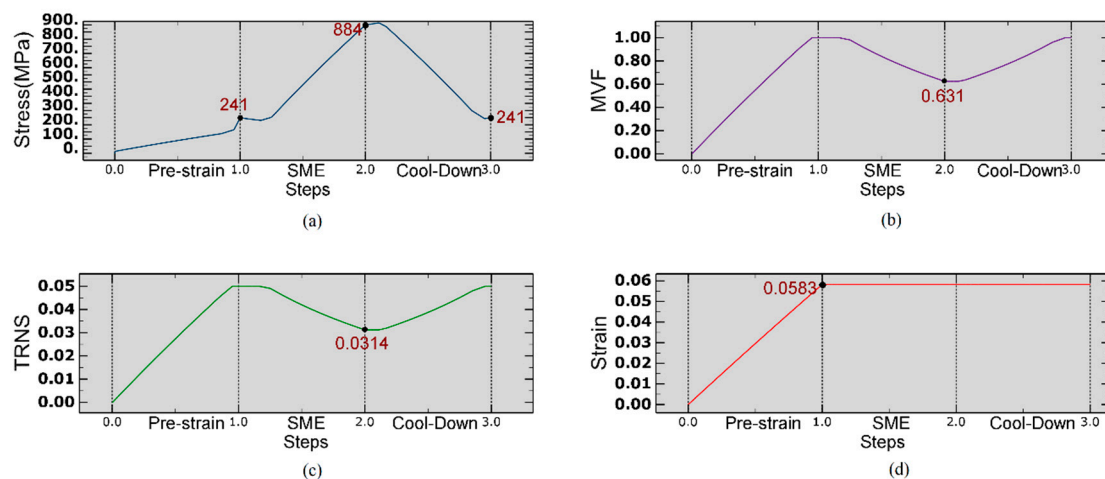 900.
800.
700.
600.
500.
400.
300.
200.
100.
0.
Stress(MPa)
884
241
241
0.0 Pre-strain 1.0 SME 2.0 Cool-Down 3.0
Steps
(a)
1.00
0.80
0.60
0.40
0.20
0.00
MVF
0.631
0.0 Pre-strain 1.0 SME 2.0 Cool-Down 3.0
Steps
(b)
0.05
0.04
0.03
0.02
0.01
0.00
TRNS
0.0314
0.0 Pre-strain 1.0 SME 2.0 Cool-Down 3.0
Steps
(c)
0.06
0.05
0.04
0.03
0.02
0.01
0.00
Strain
0.0583
0.0 Pre-strain 1.0 SME 2.0 Cool-Down 3.0
Steps
(d)